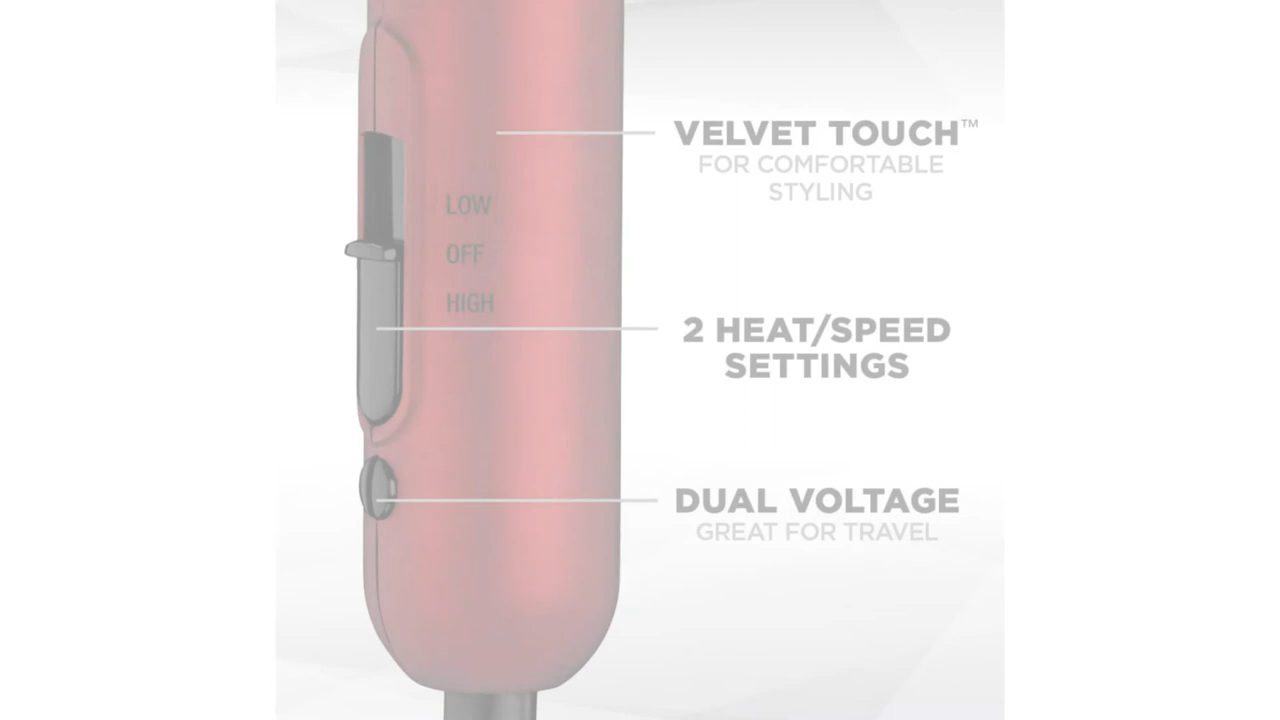 VELVET TOUCH™
FOR COMFORTABLE
STYLING
LOW
OFF
HIGH
2 HEAT/SPEED
SETTINGS
DUAL VOLTAGE
GREAT FOR TRAVEL